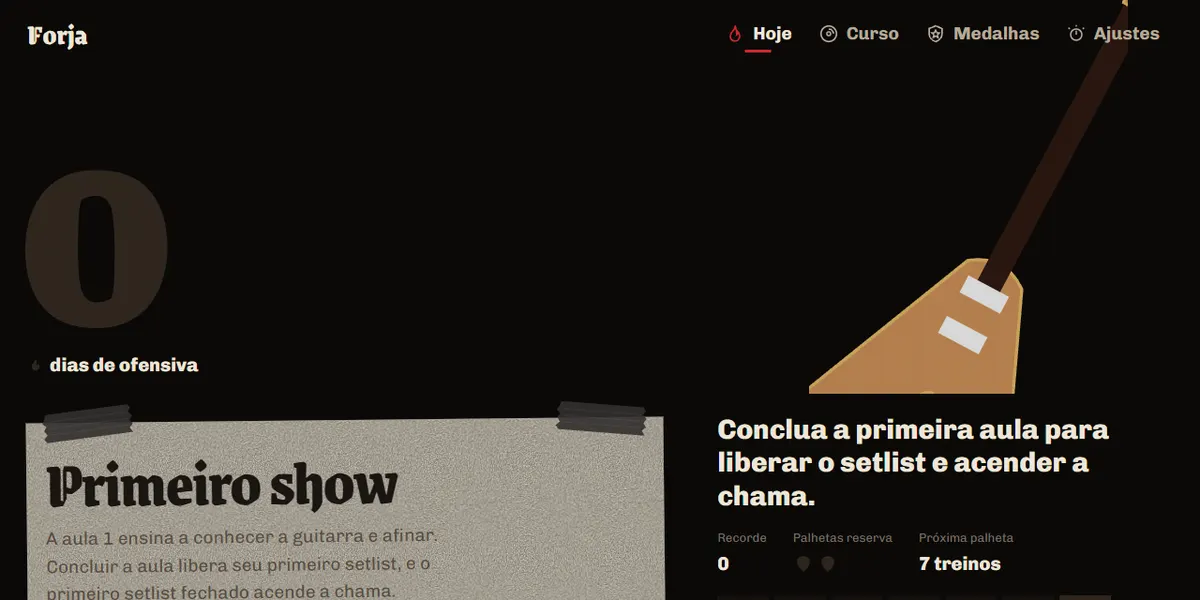 Forja
Hoje
Curso
Medalhas
Ajustes
0
dias de ofensiva
Primeiro show
A aula 1 ensina a conhecer a guitarra e afinar.
Concluir a aula libera seu primeiro setlist, e o
primeiro setlist fechado acende a chama.
Conclua a primeira aula para
liberar o setlist e acender a
chama.
Recorde
0
Palhetas reserva
Próxima palheta
7 treinos